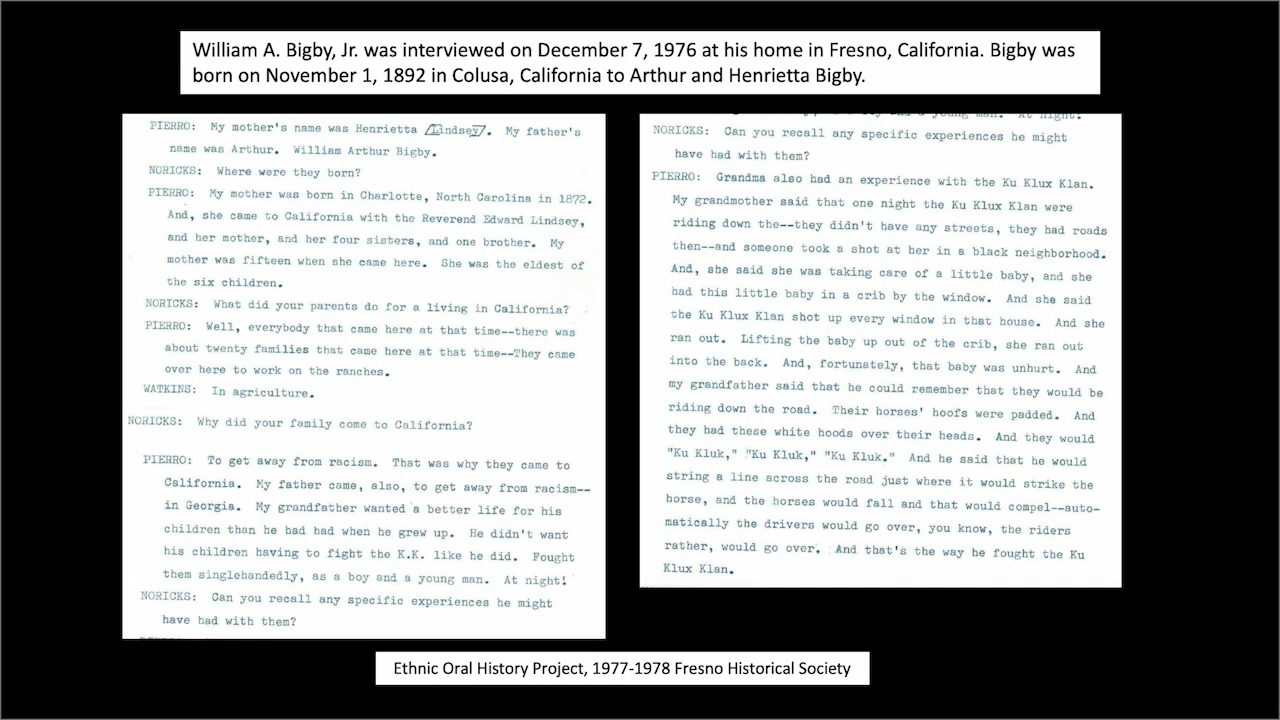 William A. Bigby, Jr. was interviewed on December 7, 1976 at his home in Fresno, California. Bigby was
born on November 1, 1892 in Colusa, California to Arthur and Henrietta Bigby.
PIERRO: My mother's name was Henrietta /Lindsey/. My father's
name was Arthur. William Arthur Bigby.
NORICKS: Where were they born?
PIERRO: My mother was born in Charlotte, North Carolina in 1872.
And, she came to California with the Reverend Edward Lindsey,
and her mother, and her four sisters, and one brother. My
mother was fifteen when she came here. She was the eldest of
the six children.
NORICKS: What did your parents do for a living in California?
PIERRO: Well, everybody that came here at that time--there was
about twenty families that came here at that time--They came
over here to work on the ranches.
WATKINS: In agriculture.
NORICKS: Why did your family come to California?
PIERRO: To get away from racism. That was why they came to
California. My father came, also, to get away from racism--
in Georgia. My grandfather wanted a better life for his
children than he had had when he grew up. He didn't want
his children having to fight the K.K. like he did. Fought
them singlehandedly, as a boy and a young man. At night!
NORICKS: Can you recall any specific experiences he might
have had with them?
and a young man. At night!
NORICKS: Can you recall any specific experiences he might
have had with them?
PIERRO: Grandma also had an experience with the Ku Klux Klan.
My grandmother said that one night the Ku Klux Klan were
riding down the--they didn't have any streets, they had roads
then--and someone took a shot at her in a black neighborhood.
And, she said she was taking care of a little baby, and she
had this little baby in a crib by the window. And she said
the Ku Klux Klan shot up every window in that house. And she
ran out. Lifting the baby up out of the crib, she ran out
into the back. And, fortunately, that baby was unhurt. And
my grandfather said that he could remember that they would be
riding down the road. Their horses' hoofs were padded. And
they had these white hoods over their heads. And they would
"Ku Kluk," "Ku Kluk," "Ku Kluk." And he said that he would
string a line across the road just where it would strike the
horse, and the horses would fall and that would compel--auto-
matically the drivers would go over, you know, the riders
rather, would go over. And that's the way he fought the Ku
Klux Klan.
Ethnic Oral History Project, 1977-1978 Fresno Historical Society